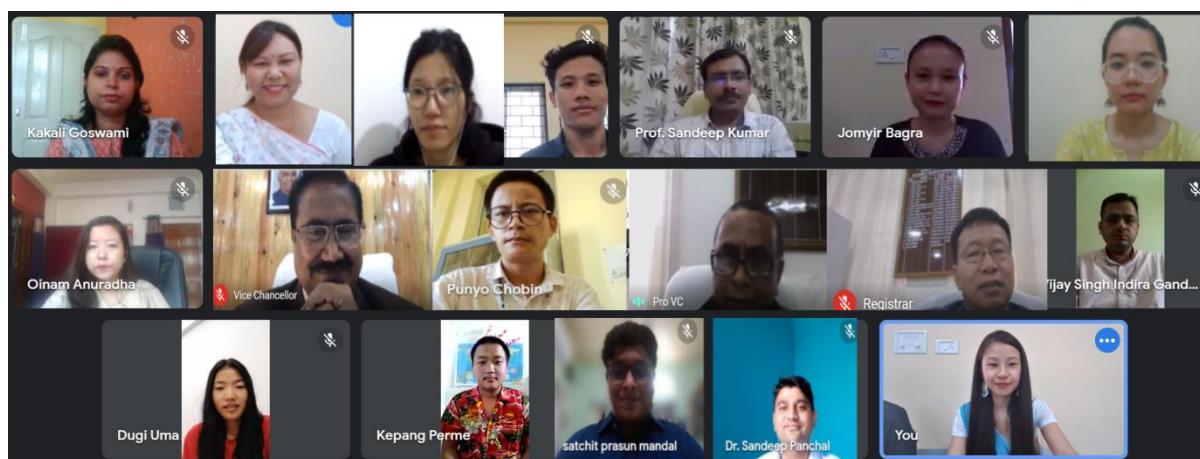 Kakali Goswami
Prof. Sandeep Kumar
Jomyir Bagra
Oinam Anuradha
Vice Chancellor
Punyo Chobin
Pro VC
Registrar
ijay Singh Indira Gand...
Dugi Uma
Kepang Perme
satchit prasun mandal
Dr. Sandeep Panchal
You